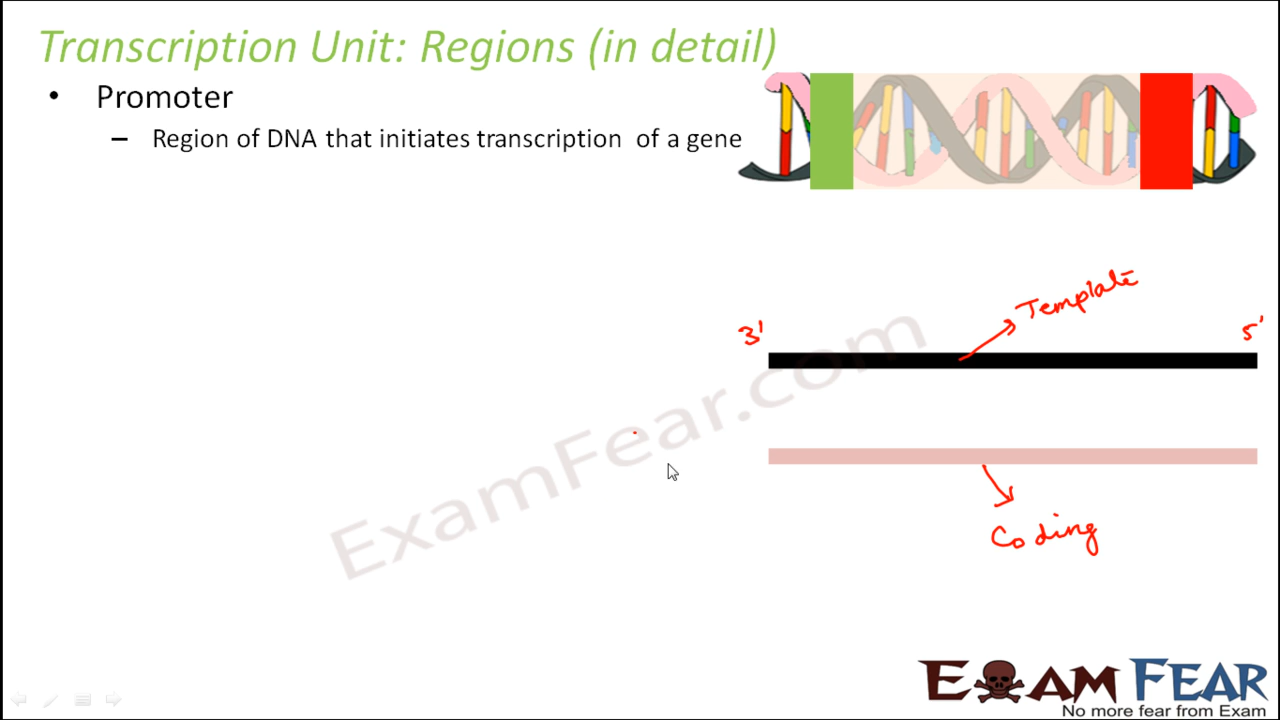 Transcription Unit: Regions (in detail)
• Promoter
– Region of DNA that initiates transcription of a gene
Template
3' 5'
ExamFear.com
Coding
EXAM FEAR
No more fear from Exam